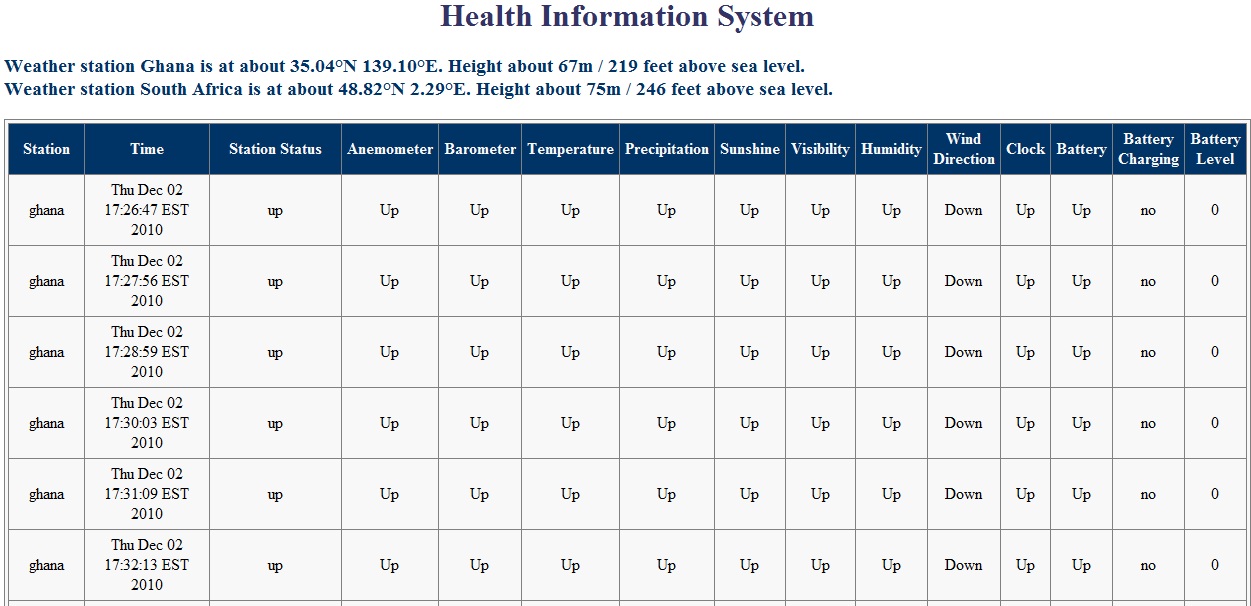 Health Information System
Weather station Ghana is at about 35.04°N 139.10°E. Height about 67m / 219 feet above sea level.
Weather station South Africa is at about 48.82°N 2.29°E. Height about 75m / 246 feet above sea level.
Station Time Station Status Anemometer Barometer Temperature Precipitation Sunshine Visibility Humidity Wind Direction Clock Battery Battery Charging Battery Level
ghana Thu Dec 02 17:26:47 EST 2010 up Up Up Up Up Up Up Up Down Up Up no 0
ghana Thu Dec 02 17:27:56 EST 2010 up Up Up Up Up Up Up Up Down Up Up no 0
ghana Thu Dec 02 17:28:59 EST 2010 up Up Up Up Up Up Up Up Down Up Up no 0
ghana Thu Dec 02 17:30:03 EST 2010 up Up Up Up Up Up Up Up Down Up Up no 0
ghana Thu Dec 02 17:31:09 EST 2010 up Up Up Up Up Up Up Up Down Up Up no 0
ghana Thu Dec 02 17:32:13 EST 2010 up Up Up Up Up Up Up Up Down Up Up no 0